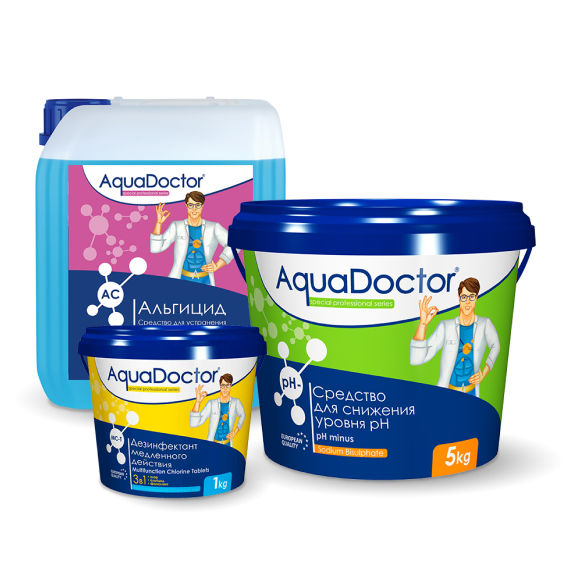 AquaDoctor®
special professional series
AC
Альгицид
Средство для устранения
AquaDoctor®
special professional series
pH-
Средство
для снижения
уровня pH
pH minus
Sodium Bisulphate
EUROPEAN
QUALITY
5kg
AquaDoctor®
special professional series
MC-T
Дезинфектант
медленного
действия
Multifunction Chlorine Tablets
3в1
EUROPEAN
QUALITY
1kg